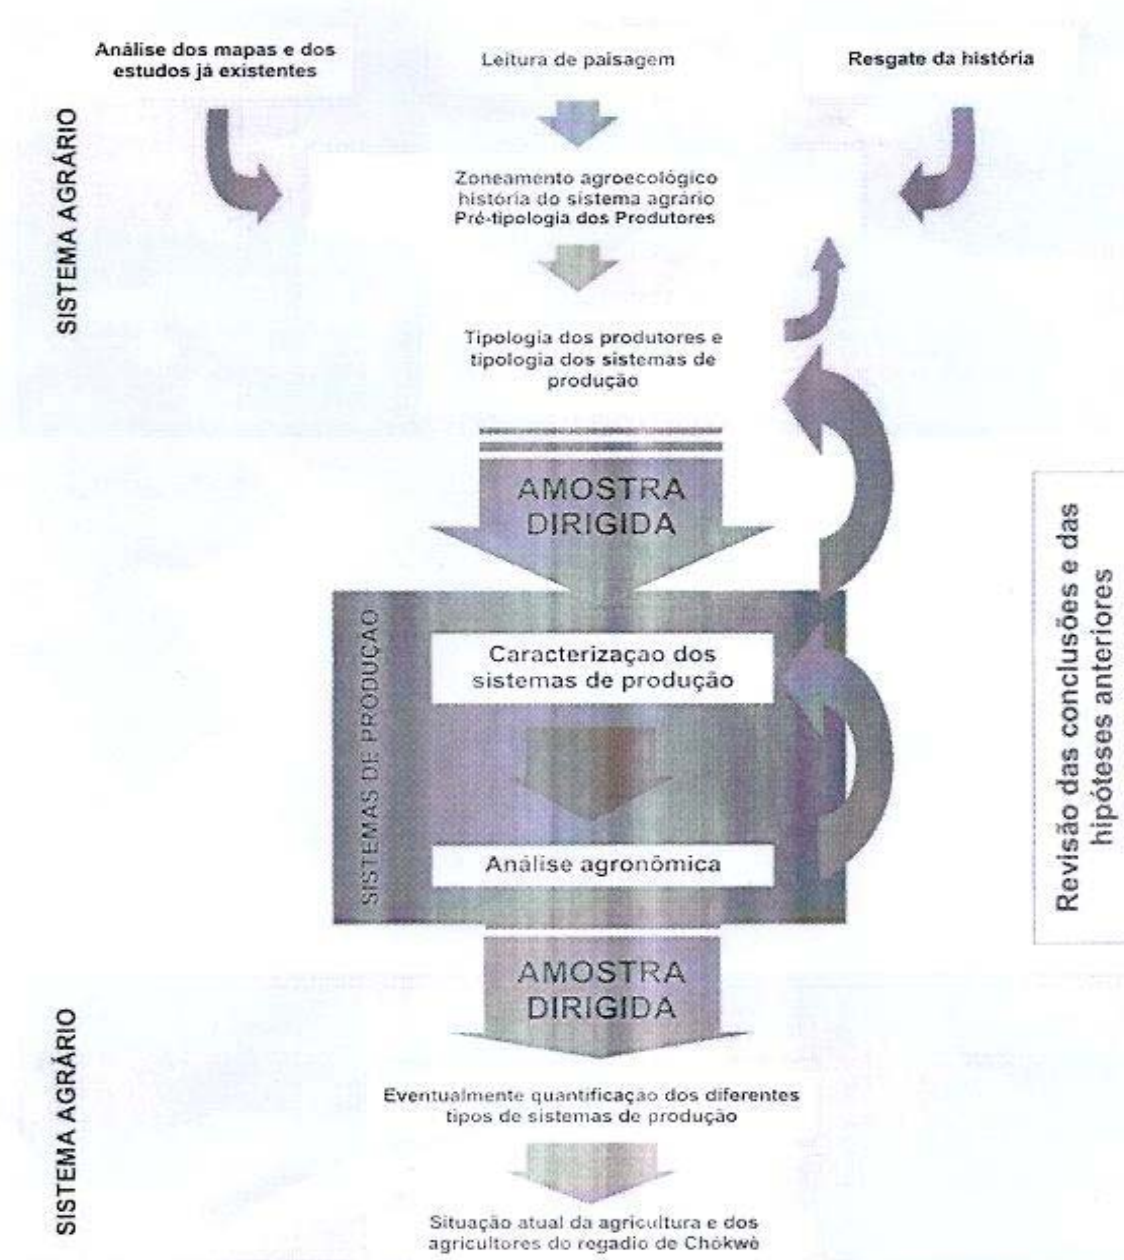 Análise dos mapas e dos
estudos já existentes
Leitura de paisagem
Resgate da história
SISTEMA AGRÁRIO
Zoneamento agroecológico
história do sistema agrário
Pré-tipologia dos Produtores
Tipologia dos produtores e
tipologia dos sistemas de
produção
AMOSTRA
DIRIGIDA
SISTEMAS DE PRODUÇAO
Caracterizaçao dos
sistemas de produção
Análise agronômica
Revisão das conclusões e das
hipóteses anteriores
AMOSTRA
DIRIGIDA
SISTEMA AGRÁRIO
Eventualmente quantificação dos diferentes
tipos de sistemas de produção
Situação atual da agricultura e dos
agricultores do regadio de Chókwè